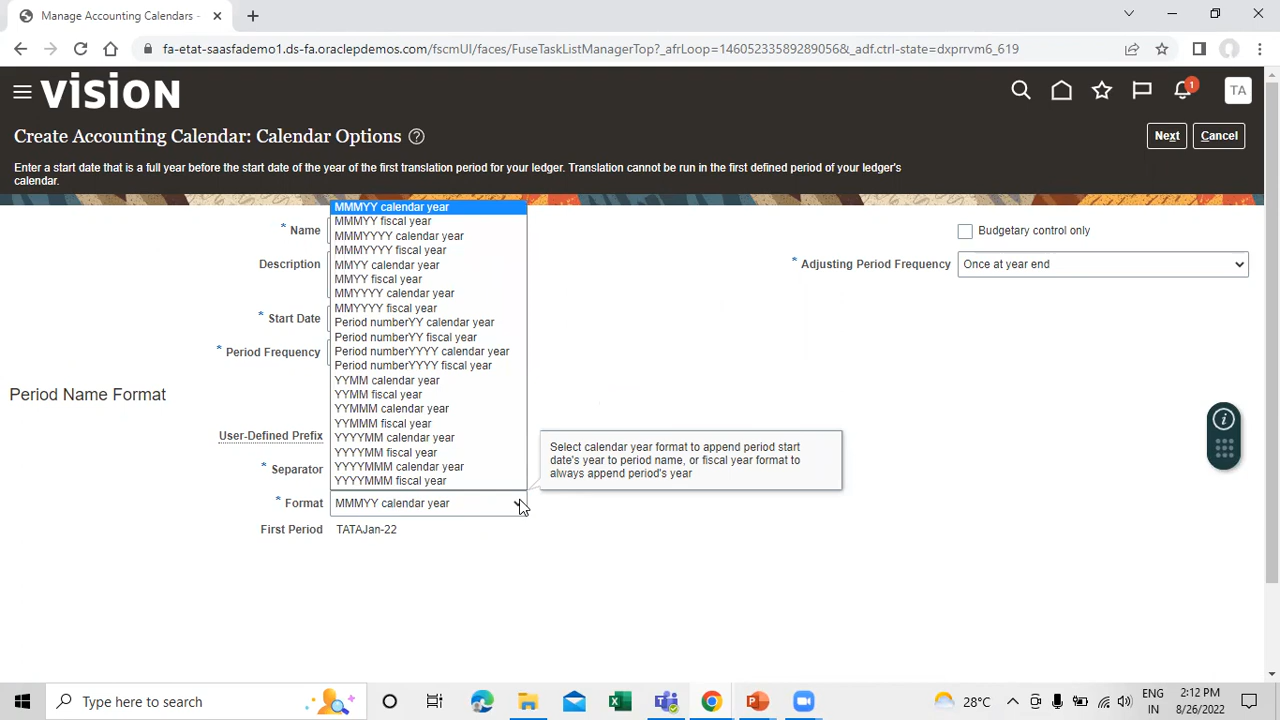 Manage Accounting Calendars -
fa-etat-saasfademo1.ds-fa.oraclepdemos.com/fscmUI/faces/FuseTaskListManagerTop?_afrLoop=14605233589289056&_adf.ctrl-state=dxprrvm6_619
VISION
1
TA
Create Accounting Calendar: Calendar Options ?
Next
Cancel
Enter a start date that is a full year before the start date of the year of the first translation period for your ledger. Translation cannot be run in the first defined period of your ledger's
calendar.
MMMYY calendar year
MMMYY fiscal year
* Name
Budgetary control only
MMMYYYY calendar year
MMMYYYY fiscal year
Description
MMYY calendar year
* Adjusting Period Frequency
Once at year end
MMYY fiscal year
MMYYYY calendar year
MMYYYY fiscal year
* Start Date
Period numberYY calendar year
Period numberYY fiscal year
* Period Frequency
Period numberYYYY calendar year
Period numberYYYY fiscal year
YYMM calendar year
Period Name Format
YYMM fiscal year
YYMMM calendar year
YYMMM fiscal year
User-Defined Prefix
YYYYMM calendar year
YYYYMM fiscal year
* Separator
YYYYMMM calendar year
YYYYMMM fiscal year
Select calendar year format to append period start
date's year to period name, or fiscal year format to
always append period's year
* Format
MMMYY calendar year
First Period
TATAJan-22
Type here to search
28°C
ENG
IN
2:12 PM
8/26/2022